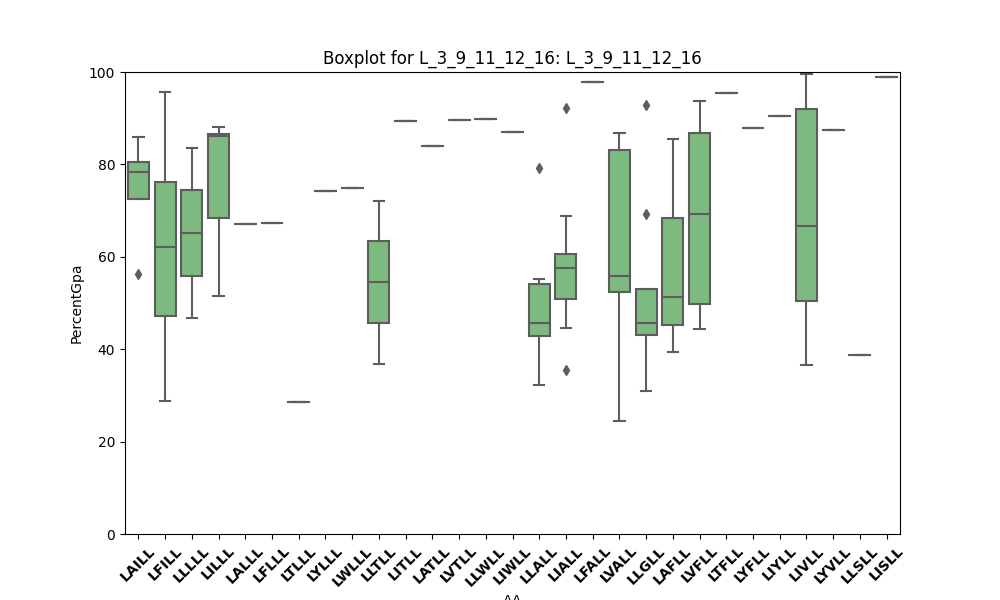 Boxplot for L_3_9_11_12_16: L_3_9_11_12_16
PercentGpa
100
80
60
40
20
0
LAILL
LFILL
LLLLL
LILLL
LALLL
LFLLL
LTLLL
LYLLL
LWLLL
LLTLL
LITLL
LATLL
LVTLL
LLWLL
LIWLL
LLALL
LIALL
LFALL
LVALL
LLGLL
LAFLL
LVFLL
LTFLL
LYFLL
LIYLL
LIVLL
LYVLL
LLSLL
LISLL
AA